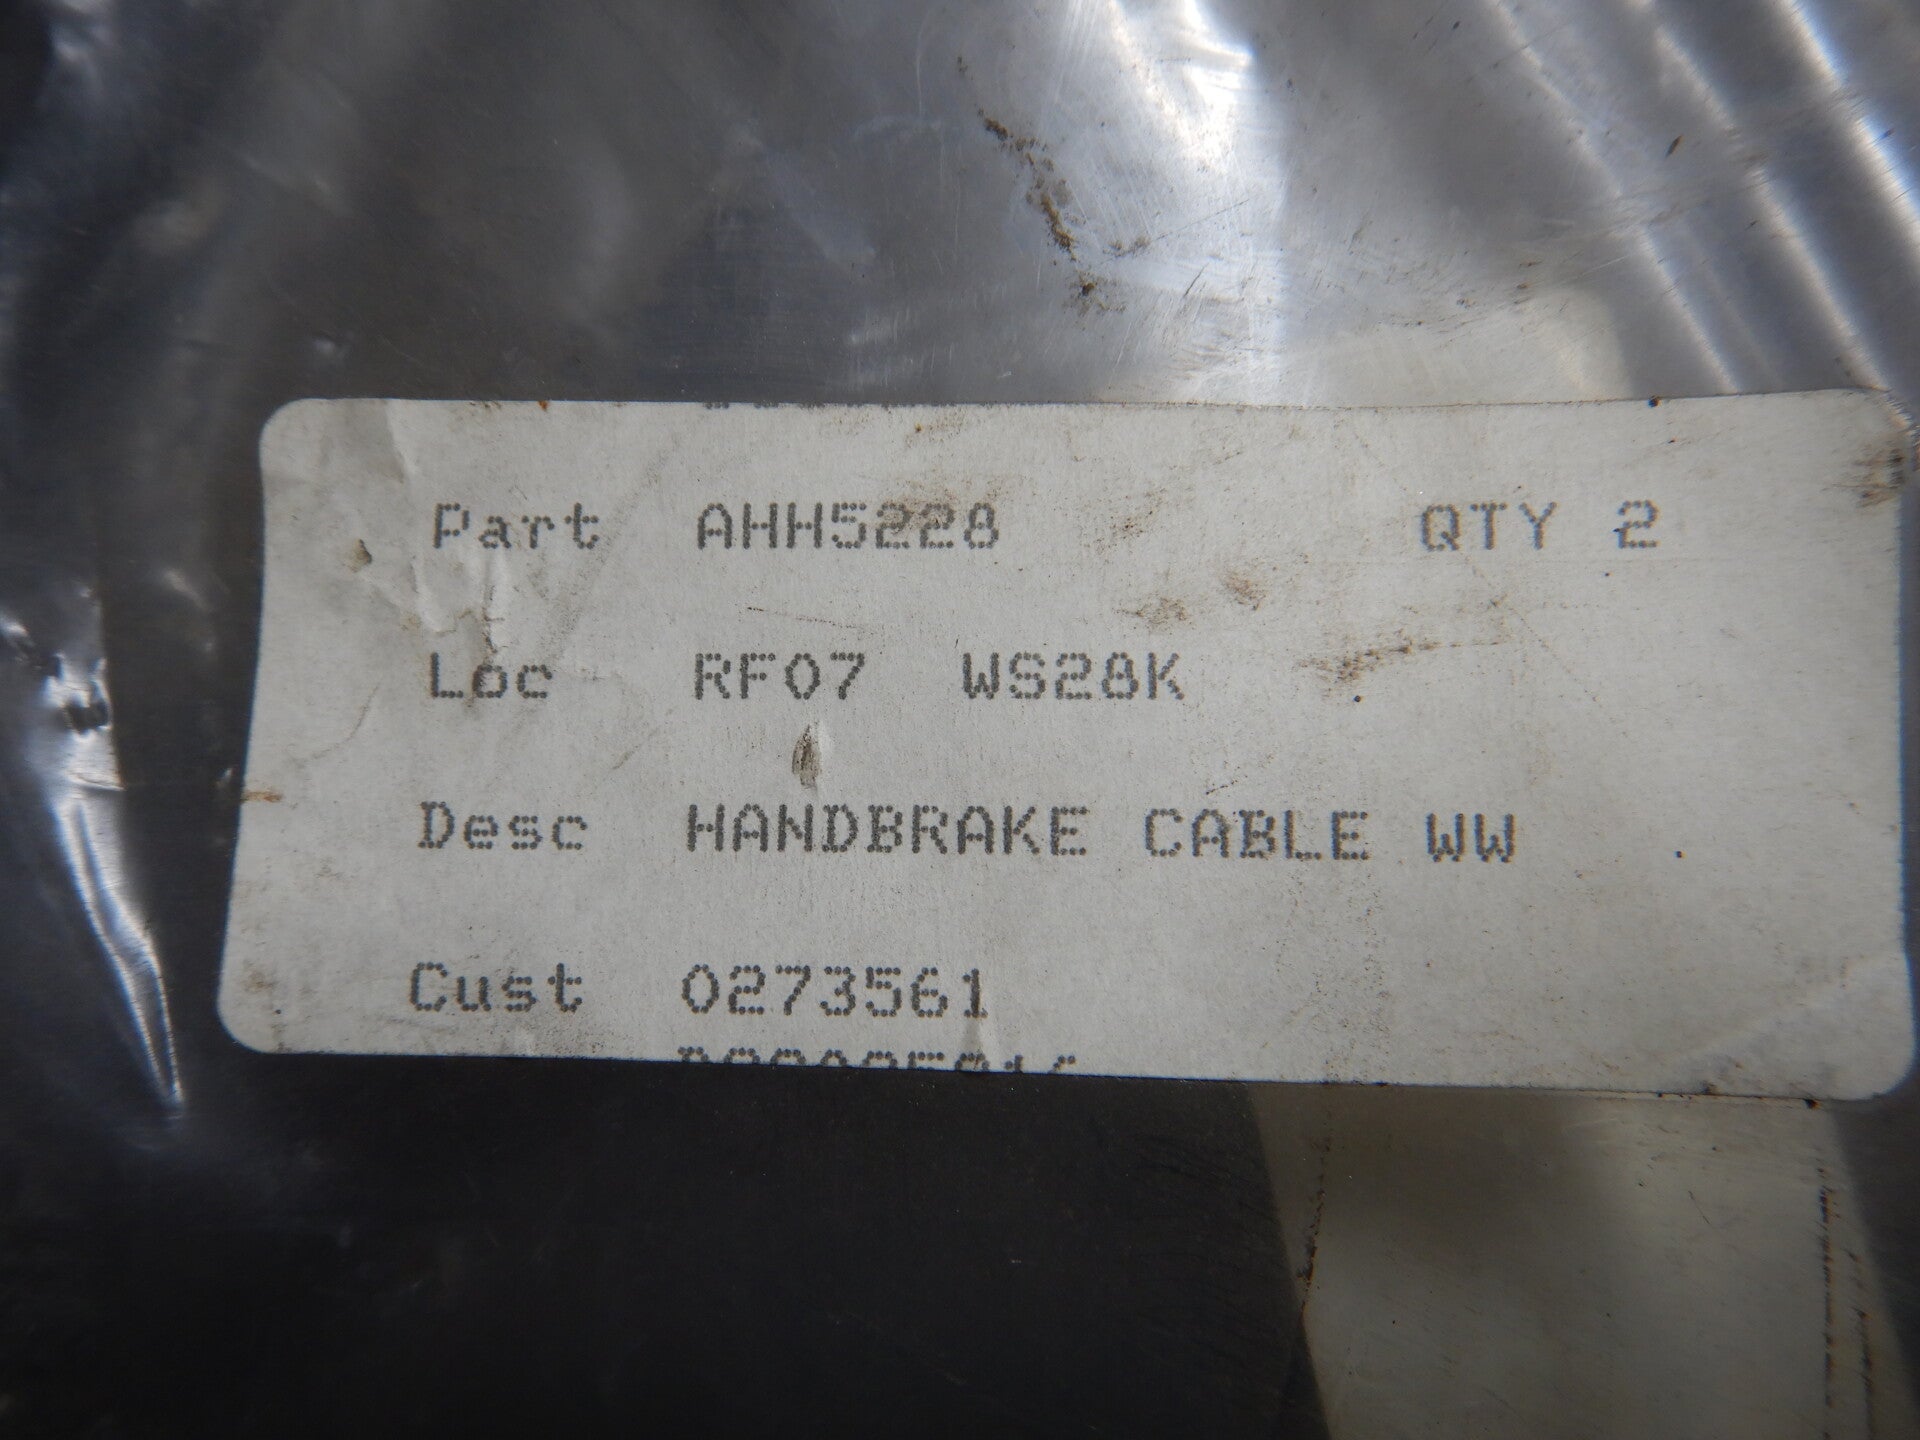 Part AHH5228 QTY 2
Loc RF07 WS28K
Desc HANDBRAKE CABLE WW
Cust 0273561